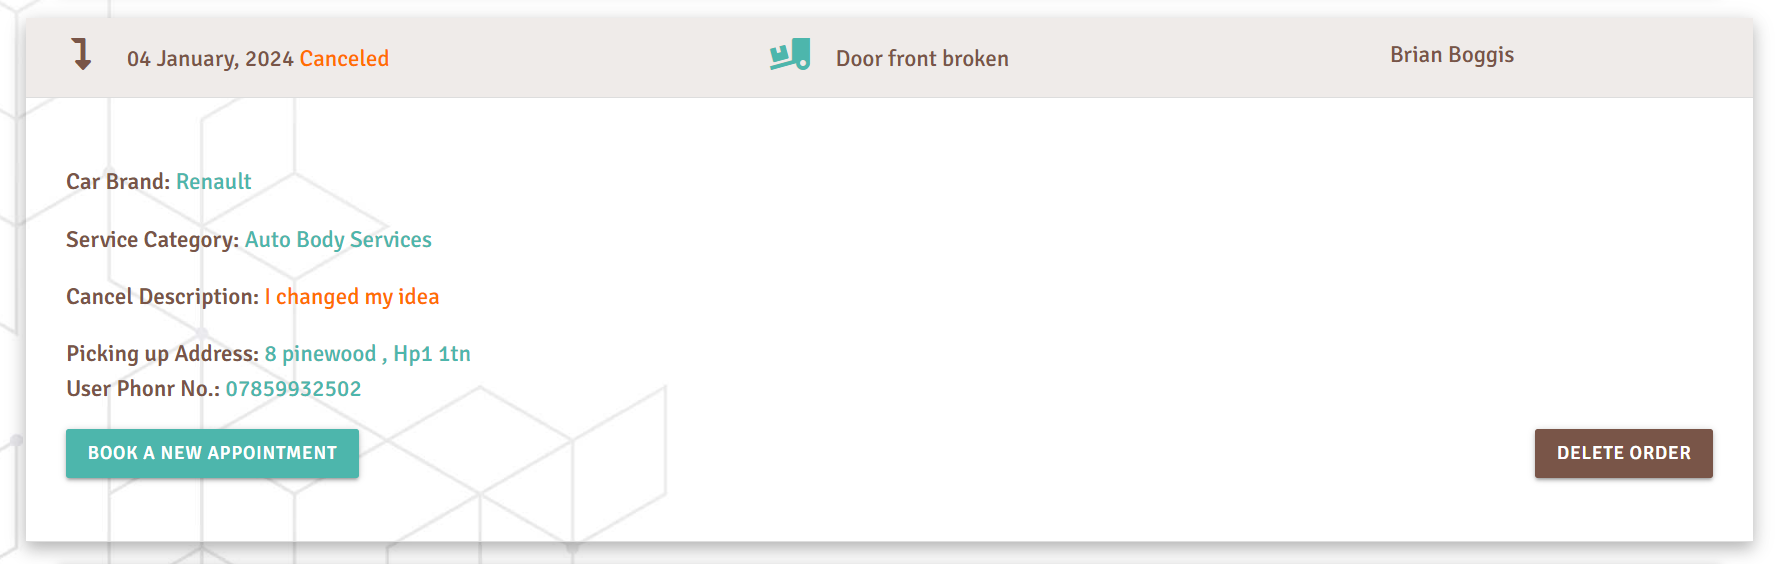 04 January, 2024 Canceled
Door front broken
Brian Boggis
Car Brand: Renault
Service Category: Auto Body Services
Cancel Description: I changed my idea
Picking up Address: 8 pinewood , Hp1 1tn
User Phonr No.: 07859932502
BOOK A NEW APPOINTMENT
DELETE ORDER